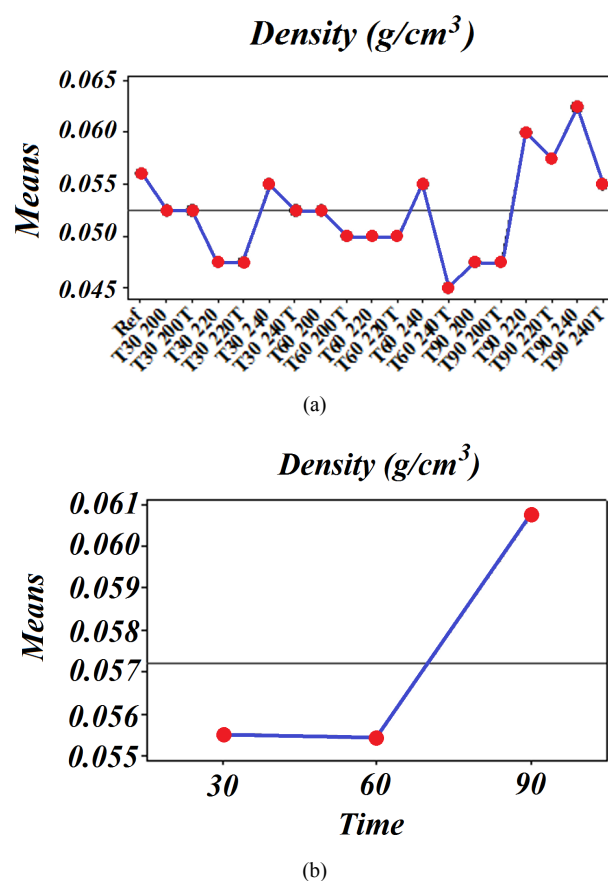 Density (g/cm³)
Means
0.065
0.060
0.055
0.050
0.045
Ref
T30 200
T30 200T
T30 220
T30 220T
T30 240
T30 240T
T60 200
T60 200T
T60 220
T60 220T
T60 240
T60 240T
T90 200
T90 200T
T90 220
T90 220T
T90 240
T90 240T
(a)
Density (g/cm³)
Means
0.061
0.060
0.059
0.058
0.057
0.056
0.055
30
60
90
Time
(b)